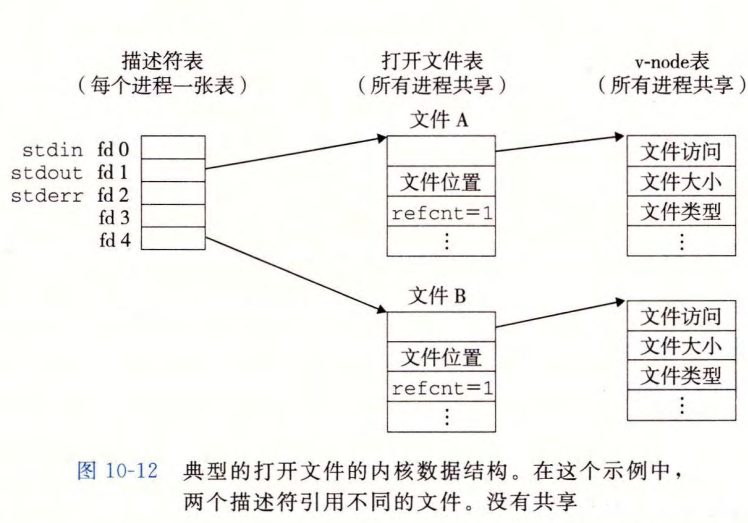 描述符表
（每个进程一张表）
打开文件表
（所有进程共享）
v-node表
（所有进程共享）
stdin fd 0
stdout fd 1
stderr fd 2
fd 3
fd 4
文件 A
文件位置
refcnt=1
⋮
文件访问
文件大小
文件类型
⋮
文件 B
文件位置
refcnt=1
⋮
文件访问
文件大小
文件类型
⋮
图 10-12 典型的打开文件的内核数据结构。在这个示例中，
两个描述符引用不同的文件。没有共享